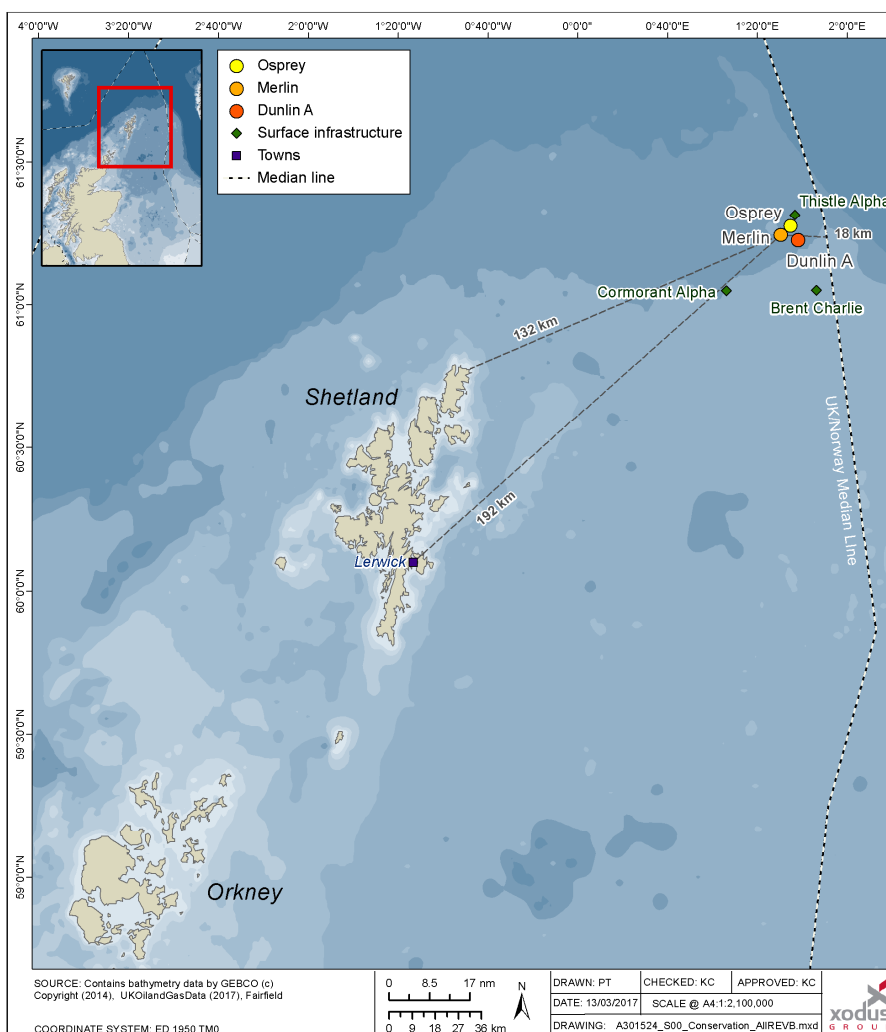 4°0'0"W 3°20'0"W 2°40'0"W 2°0'0"W 1°20'0"W 0°40'0"W 0°0'0" 0°40'0"E 1°20'0"E 2°0'0"E
Osprey
Merlin
Dunlin A
Surface infrastructure
Towns
Median line
61°30'0"N
Thistle Alpha
Osprey
Merlin
18 km
Dunlin A
61°0'0"N
Cormorant Alpha
Brent Charlie
132 km
Shetland
60°30'0"N
UK/Norway Median Line
192 km
Lerwick
60°0'0"N
59°30'0"N
59°0'0"N
Orkney
SOURCE: Contains bathymetry data by GEBCO (c)
Copyright (2014), UKOilandGasData (2017), Fairfield
COORDINATE SYSTEM: ED 1950 TM0
0 8.5 17 nm
0 9 18 27 36 km
N
DRAWN: PT CHECKED: KC APPROVED: KC
DATE: 13/03/2017 SCALE @ A4:1:2,100,000
DRAWING: A301524_S00_Conservation_AllREVB.mxd
xodus
GROU